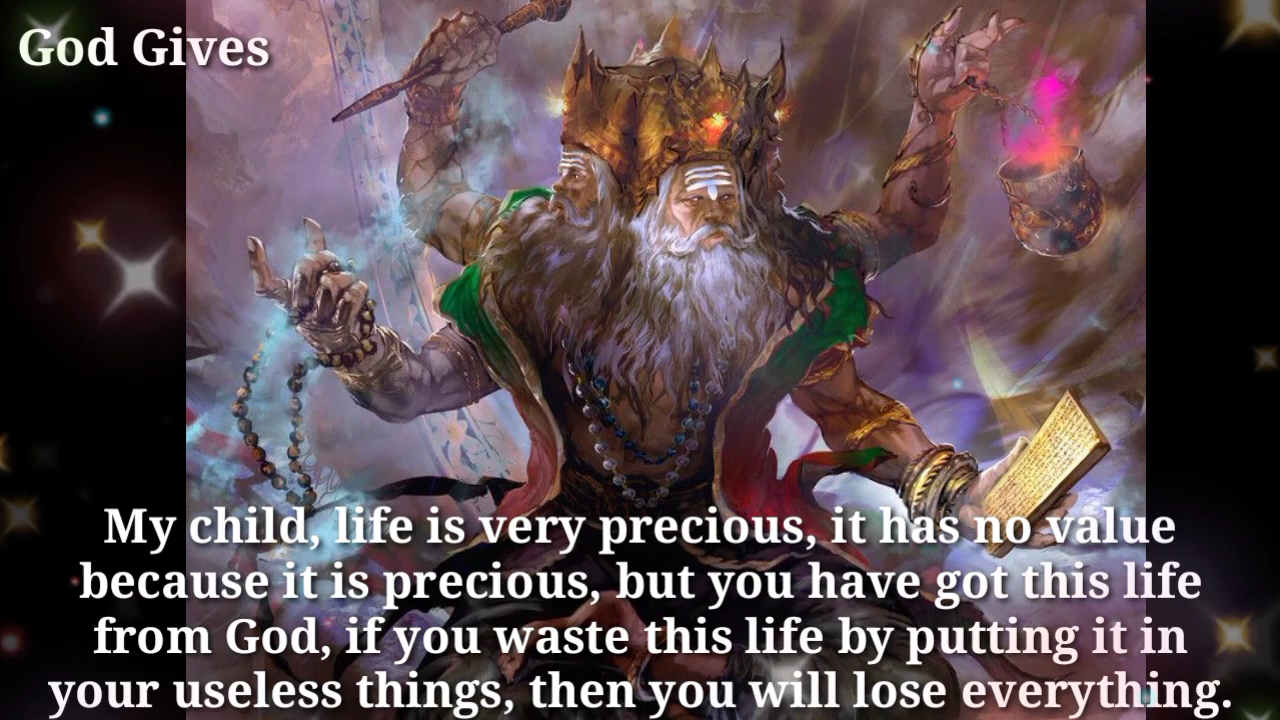 God Gives
My child, life is very precious, it has no value
because it is precious, but you have got this life
from God, if you waste this life by putting it in
your useless things, then you will lose everything.